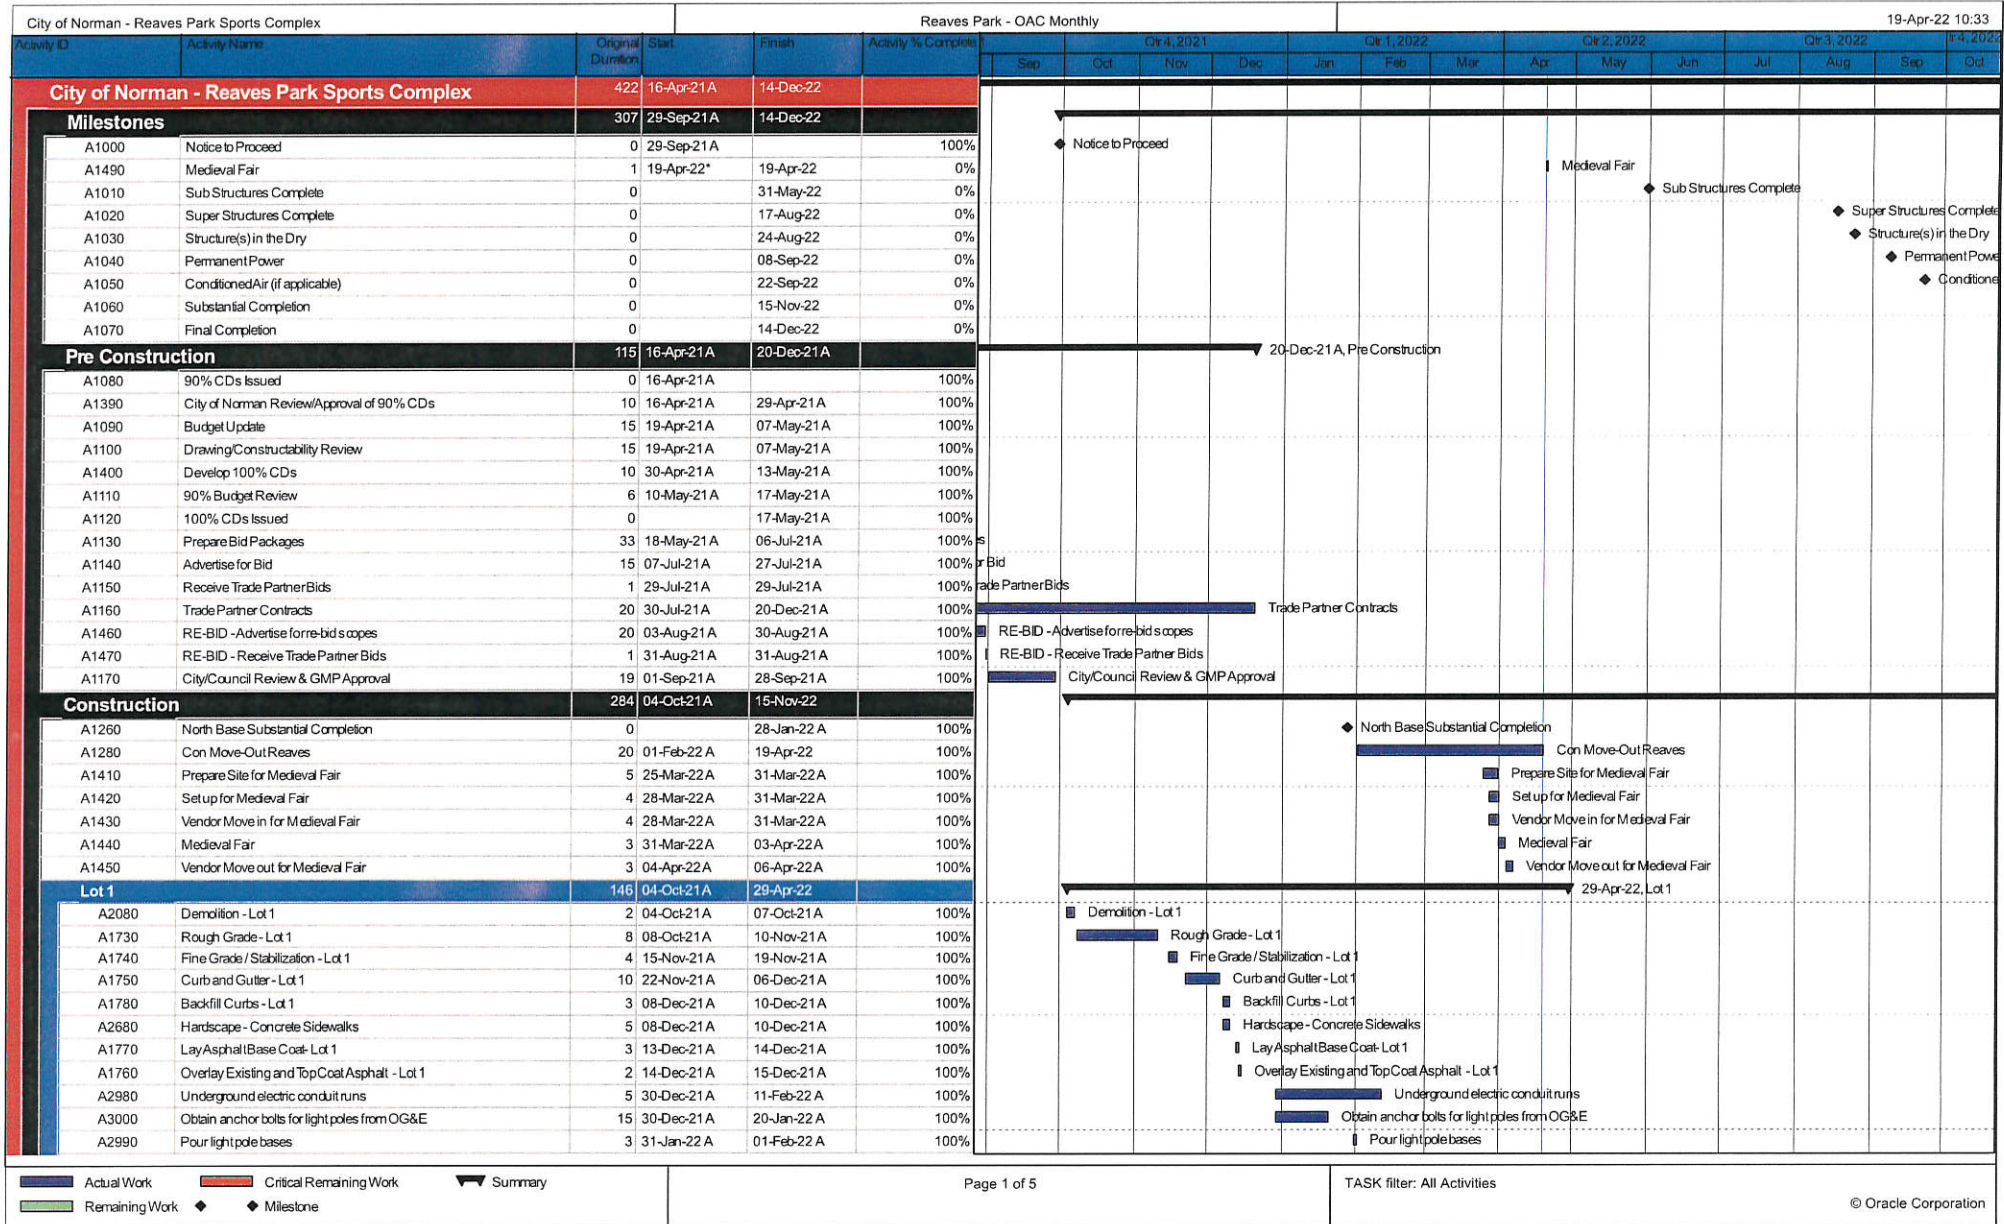 City of Norman - Reaves Park Sports Complex	Reaves Park - OAC Monthly	19-Apr-22 10:33
Activity ID	Activity Name	Original Duration	Start	Finish	Activity % Complete	Qtr 4, 2021	Qtr 1, 2022	Qtr 2, 2022	Qtr 3, 2022
Sep	Oct	Nov	Dec	Jan	Feb	Mar	Apr	May	Jun	Jul	Aug	Sep	Oct
City of Norman - Reaves Park Sports Complex	422	16-Apr-21 A	14-Dec-22
Milestones	307	29-Sep-21 A	14-Dec-22
A1000	Notice to Proceed	0	29-Sep-21 A	100%	Notice to Proceed
A1490	Medieval Fair	1	19-Apr-22*	19-Apr-22	0%	Medieval Fair
A1010	Sub Structures Complete	0	31-May-22	0%	Sub Structures Complete
A1020	Super Structures Complete	0	17-Aug-22	0%	Super Structures Complete
A1030	Structure(s) in the Dry	0	24-Aug-22	0%	Structure(s) in the Dry
A1040	Permanent Power	0	08-Sep-22	0%	Permanent Powe
A1050	Conditioned Air (if applicable)	0	22-Sep-22	0%	Conditione
A1060	Substantial Completion	0	15-Nov-22	0%
A1070	Final Completion	0	14-Dec-22	0%
Pre Construction	115	16-Apr-21 A	20-Dec-21 A	20-Dec-21 A, Pre Construction
A1080	90% CDs Issued	0	16-Apr-21 A	100%
A1390	City of Norman Review/Approval of 90% CDs	10	16-Apr-21 A	29-Apr-21 A	100%
A1090	Budget Update	15	19-Apr-21 A	07-May-21 A	100%
A1100	Drawing/Constructability Review	15	19-Apr-21 A	07-May-21 A	100%
A1400	Develop 100% CDs	10	30-Apr-21 A	13-May-21 A	100%
A1110	90% Budget Review	6	10-May-21 A	17-May-21 A	100%
A1120	100% CDs Issued	0	17-May-21 A	100%
A1130	Prepare Bid Packages	33	18-May-21 A	06-Jul-21 A	100%	s
A1140	Advertise for Bid	15	07-Jul-21 A	27-Jul-21 A	100%	r Bid
A1150	Receive Trade Partner Bids	1	29-Jul-21 A	29-Jul-21 A	100%	rade Partner Bids
A1160	Trade Partner Contracts	20	30-Jul-21 A	20-Dec-21 A	100%	Trade Partner Contracts
A1460	RE-BID - Advertise for re-bid scopes	20	03-Aug-21 A	30-Aug-21 A	100%	RE-BID - Advertise for re-bid scopes
A1470	RE-BID - Receive Trade Partner Bids	1	31-Aug-21 A	31-Aug-21 A	100%	RE-BID - Receive Trade Partner Bids
A1170	City/Council Review & GMP Approval	19	01-Sep-21 A	28-Sep-21 A	100%	City/Council Review & GMP Approval
Construction	284	04-Oct-21 A	15-Nov-22
A1260	North Base Substantial Completion	0	28-Jan-22 A	100%	North Base Substantial Completion
A1280	Con Move-Out Reaves	20	01-Feb-22 A	19-Apr-22	100%	Con Move-Out Reaves
A1410	Prepare Site for Medieval Fair	5	25-Mar-22 A	31-Mar-22 A	100%	Prepare Site for Medieval Fair
A1420	Set up for Medieval Fair	4	28-Mar-22 A	31-Mar-22 A	100%	Set up for Medieval Fair
A1430	Vendor Move in for Medieval Fair	4	28-Mar-22 A	31-Mar-22 A	100%	Vendor Move in for Medieval Fair
A1440	Medieval Fair	3	31-Mar-22 A	03-Apr-22 A	100%	Medieval Fair
A1450	Vendor Move out for Medieval Fair	3	04-Apr-22 A	06-Apr-22 A	100%	Vendor Move out for Medieval Fair
Lot 1	146	04-Oct-21 A	29-Apr-22	29-Apr-22, Lot 1
A2080	Demolition - Lot 1	2	04-Oct-21 A	07-Oct-21 A	100%	Demolition - Lot 1
A1730	Rough Grade - Lot 1	8	08-Oct-21 A	10-Nov-21 A	100%	Rough Grade - Lot 1
A1740	Fine Grade / Stabilization - Lot 1	4	15-Nov-21 A	19-Nov-21 A	100%	Fine Grade / Stabilization - Lot 1
A1750	Curb and Gutter - Lot 1	10	22-Nov-21 A	06-Dec-21 A	100%	Curb and Gutter - Lot 1
A1780	Backfill Curbs - Lot 1	3	08-Dec-21 A	10-Dec-21 A	100%	Backfill Curbs - Lot 1
A2680	Hardscape - Concrete Sidewalks	5	08-Dec-21 A	10-Dec-21 A	100%	Hardscape - Concrete Sidewalks
A1770	Lay Asphalt Base Coat- Lot 1	3	13-Dec-21 A	14-Dec-21 A	100%	Lay Asphalt Base Coat- Lot 1
A1760	Overlay Existing and Top Coat Asphalt - Lot 1	2	14-Dec-21 A	15-Dec-21 A	100%	Overlay Existing and Top Coat Asphalt - Lot 1
A2980	Underground electric conduit runs	5	30-Dec-21 A	11-Feb-22 A	100%	Underground electric conduit runs
A3000	Obtain anchor bolts for light poles from OG&E	15	30-Dec-21 A	20-Jan-22 A	100%	Obtain anchor bolts for light poles from OG&E
A2990	Pour light pole bases	3	31-Jan-22 A	01-Feb-22 A	100%	Pour light pole bases
Actual Work	Critical Remaining Work	Summary	Page 1 of 5	TASK filter: All Activities
Remaining Work	Milestone	© Oracle Corporation